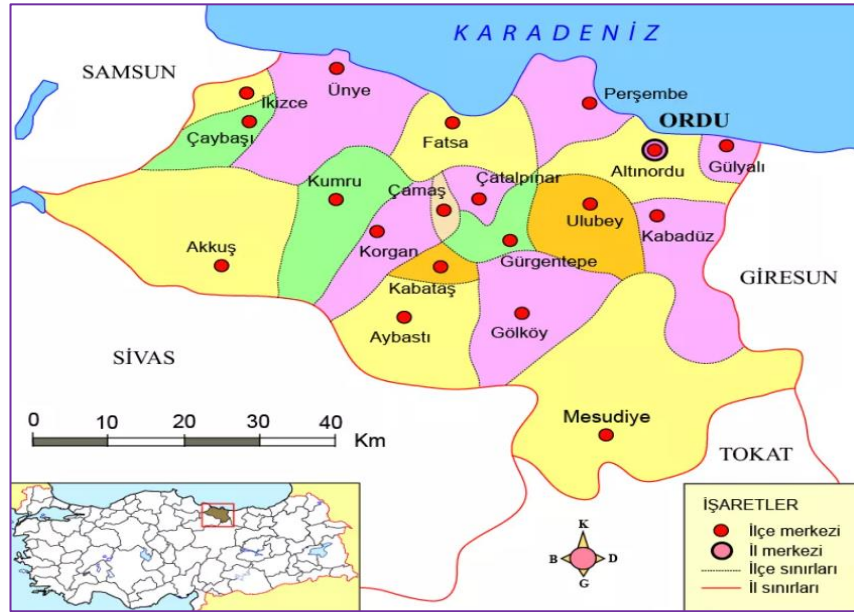 KARADENİZ
SAMSUN
Ünye
İkizce
Perşembe
Çaybaşı
ORDU
Fatsa
Altınordu
Gülyalı
Kumru
Çamaş
Çatalpınar
Ulubey
Korgan
Kabadüz
Akkuş
Gürgentepe
Kabataş
GİRESUN
Aybastı
Gölköy
SİVAS
Mesudiye
0 10 20 30 40
Km
TOKAT
İŞARETLER
İlçe merkezi
İl merkezi
İlçe sınırları
İl sınırları
K
B D
G